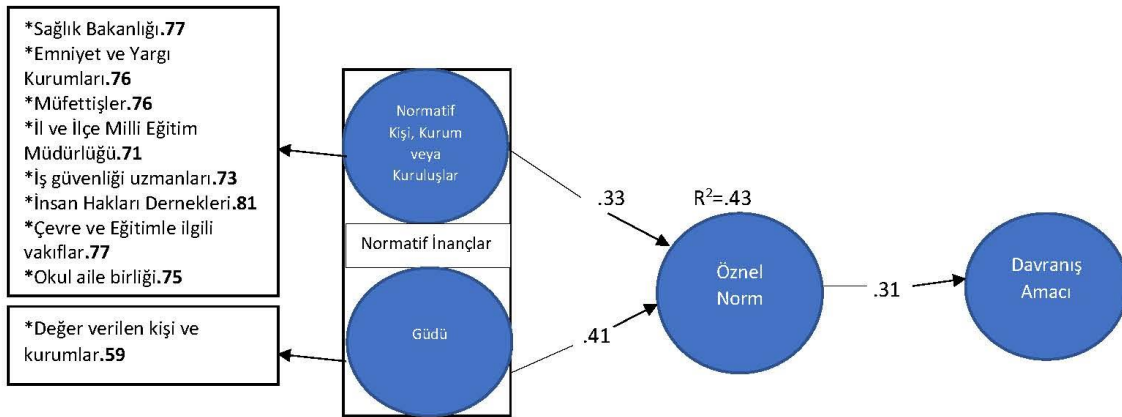 *Sağlık Bakanlığı.77
*Emniyet ve Yargı
Kurumları.76
*Müfettişler.76
*İl ve İlçe Milli Eğitim
Müdürlüğü.71
*İş güvenliği uzmanları.73
*İnsan Hakları Dernekleri.81
*Çevre ve Eğitimle ilgili
vakıflar.77
*Okul aile birliği.75
*Değer verilen kişi ve
kurumlar.59
Normatif
Kişi, Kurum
veya
Kuruluşlar
Normatif İnançlar
Güdü
.33
.41
R²=.43
Öznel
Norm
.31
Davranış
Amacı